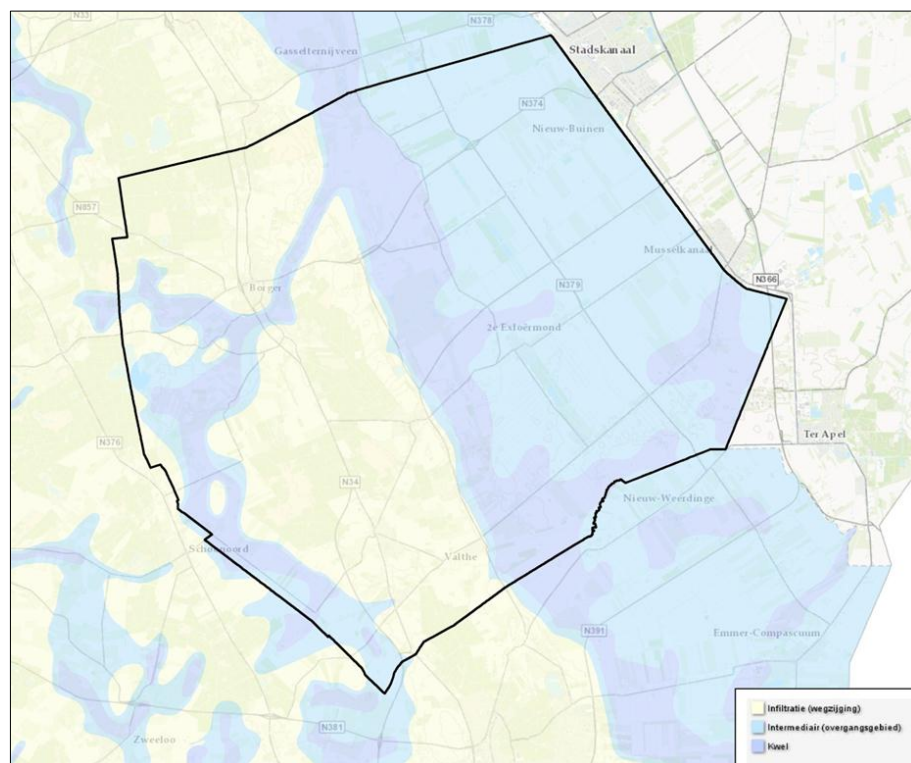 N33
N378
Gasselternijveen
Stadskanaal
N374
Nieuw-Buinen
N857
Musselkanaal
N366
Borger
N379
2e Exloërmond
N376
Ter Apel
N34
Nieuw-Weerdinge
Schoonoord
Valthe
N391
Emmer-Compascuum
N381
Zweeloo
Infiltratie (wegzijging)
Intermediair (overgangsgebied)
Kwel